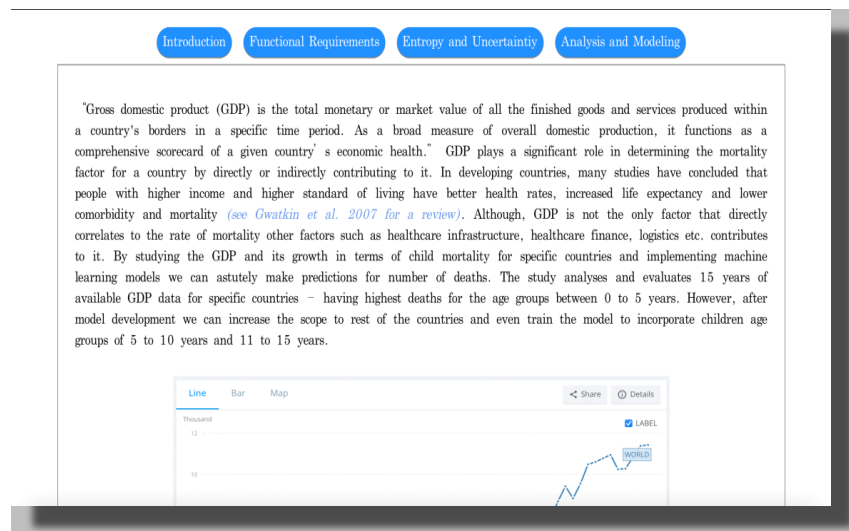 Introduction
Functional Requirements
Entropy and Uncertaintiy
Analysis and Modeling
"Gross domestic product (GDP) is the total monetary or market value of all the finished goods and services produced within
a country's borders in a specific time period. As a broad measure of overall domestic production, it functions as a
comprehensive scorecard of a given country's economic health." GDP plays a significant role in determining the mortality
factor for a country by directly or indirectly contributing to it. In developing countries, many studies have concluded that
people with higher income and higher standard of living have better health rates, increased life expectancy and lower
comorbidity and mortality (see Gwatkin et al. 2007 for a review). Although, GDP is not the only factor that directly
correlates to the rate of mortality other factors such as healthcare infrastructure, healthcare finance, logistics etc. contributes
to it. By studying the GDP and its growth in terms of child mortality for specific countries and implementing machine
learning models we can astutely make predictions for number of deaths. The study analyses and evaluates 15 years of
available GDP data for specific countries - having highest deaths for the age groups between 0 to 5 years. However, after
model development we can increase the scope to rest of the countries and even train the model to incorporate children age
groups of 5 to 10 years and 11 to 15 years.
Line
Bar
Map
Share
Details
Thousand
LABEL
12
WORLD
10